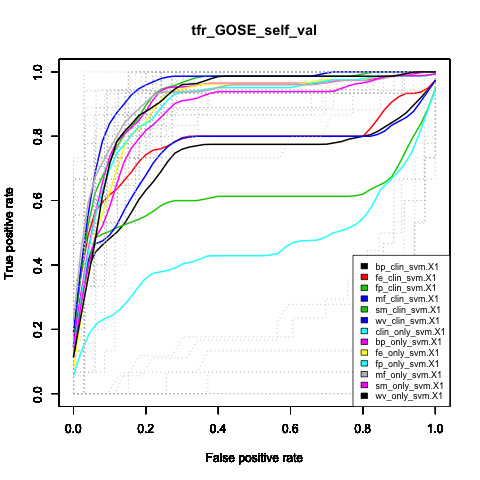 tfr_GOSE_self_val
True positive rate
1.0
0.8
0.6
0.4
0.2
0.0
bp_clin_svm.X1
fe_clin_svm.X1
fp_clin_svm.X1
mf_clin_svm.X1
sm_clin_svm.X1
wv_clin_svm.X1
clin_only_svm.X1
bp_only_svm.X1
fe_only_svm.X1
fp_only_svm.X1
mf_only_svm.X1
sm_only_svm.X1
wv_only_svm.X1
0.0 0.2 0.4 0.6 0.8 1.0
False positive rate